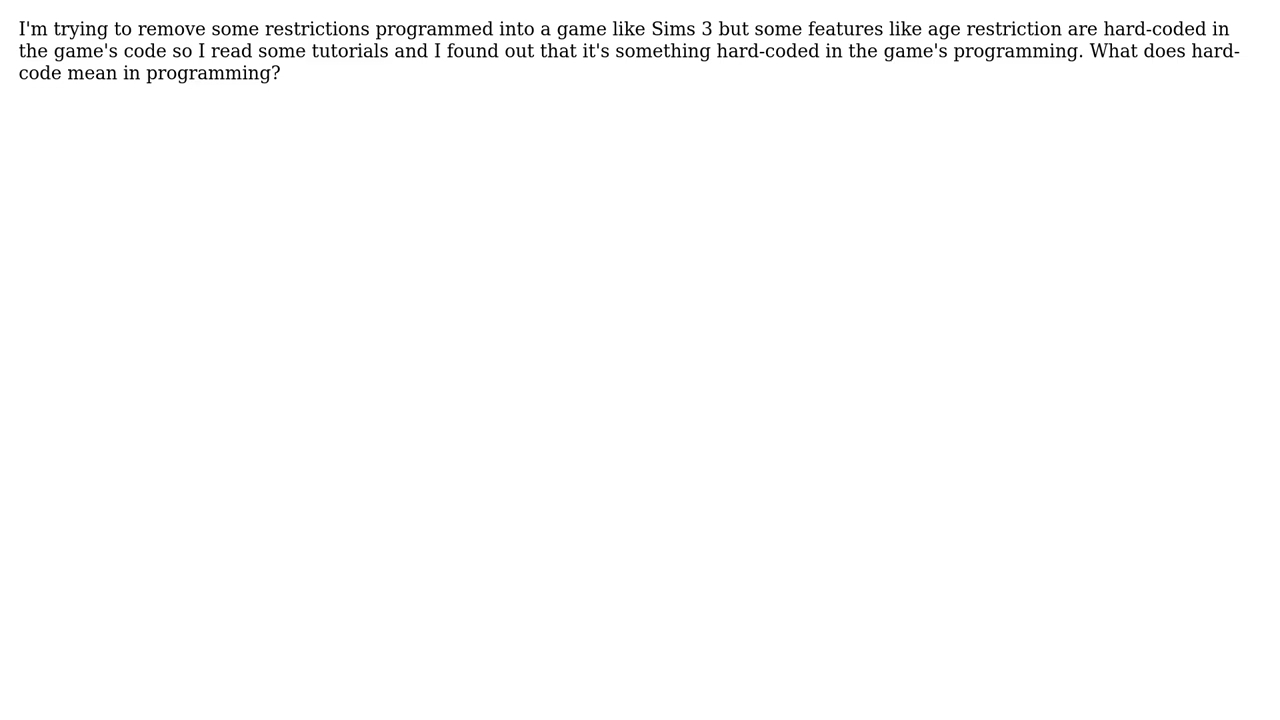 I'm trying to remove some restrictions programmed into a game like Sims 3 but some features like age restriction are hard-coded in
the game's code so I read some tutorials and I found out that it's something hard-coded in the game's programming. What does hard-
code mean in programming?